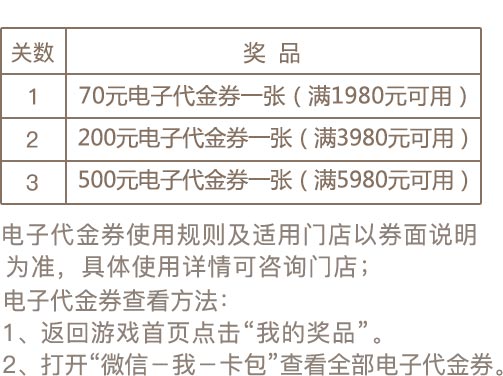 关数 奖 品
1 70元电子代金券一张（满1980元可用）
2 200元电子代金券一张（满3980元可用）
3 500元电子代金券一张（满5980元可用）
电子代金券使用规则及适用门店以券面说明
为准，具体使用详情可咨询门店；
电子代金券查看方法：
1、返回游戏首页点击“我的奖品”。
2、打开“微信－我－卡包”查看全部电子代金券。